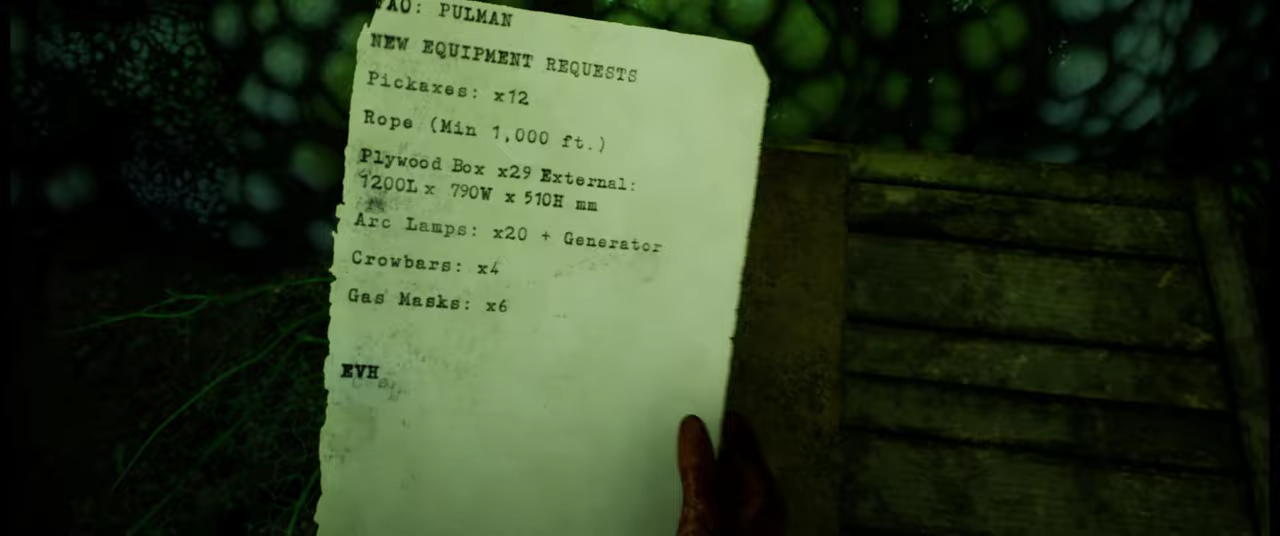 FAO: PULMAN
NEW EQUIPMENT REQUESTS
Pickaxes: x12
Rope (Min 1,000 ft.)
Plywood Box x29 External:
1200L x 790W x 510H mm
Arc Lamps: x20 + Generator
Crowbars: x4
Gas Masks: x6
EVH